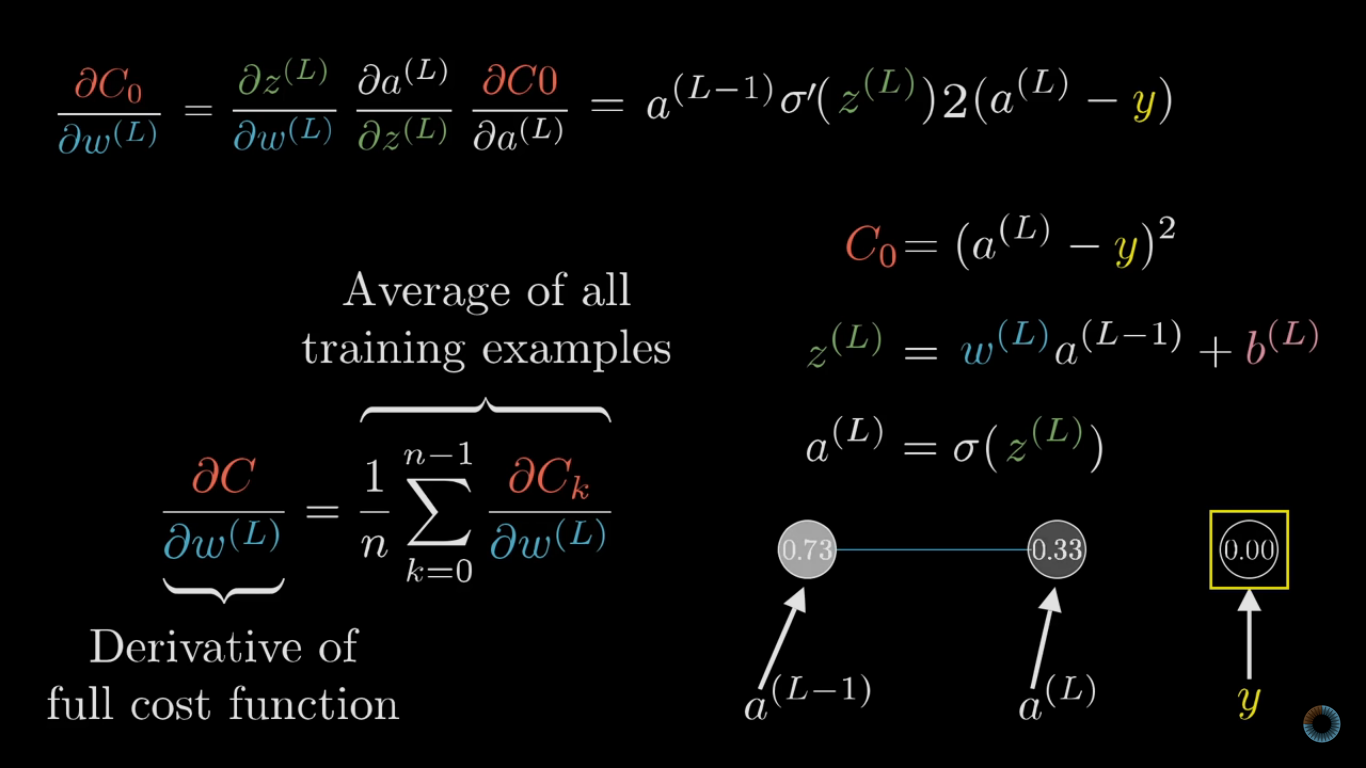 ∂C₀/∂w⁽ᴸ⁾ = ∂z⁽ᴸ⁾/∂w⁽ᴸ⁾ ∂a⁽ᴸ⁾/∂z⁽ᴸ⁾ ∂C0/∂a⁽ᴸ⁾ = a⁽ᴸ⁻¹⁾σ′(z⁽ᴸ⁾)2(a⁽ᴸ⁾ − y)
C₀ = (a⁽ᴸ⁾ − y)²
z⁽ᴸ⁾ = w⁽ᴸ⁾a⁽ᴸ⁻¹⁾ + b⁽ᴸ⁾
a⁽ᴸ⁾ = σ(z⁽ᴸ⁾)
Average of all
training examples
∂C/∂w⁽ᴸ⁾ = 1/n ∑ₖ₌₀ⁿ⁻¹ ∂Cₖ/∂w⁽ᴸ⁾
Derivative of
full cost function
0.73 0.33 0.00
a⁽ᴸ⁻¹⁾ a⁽ᴸ⁾ y